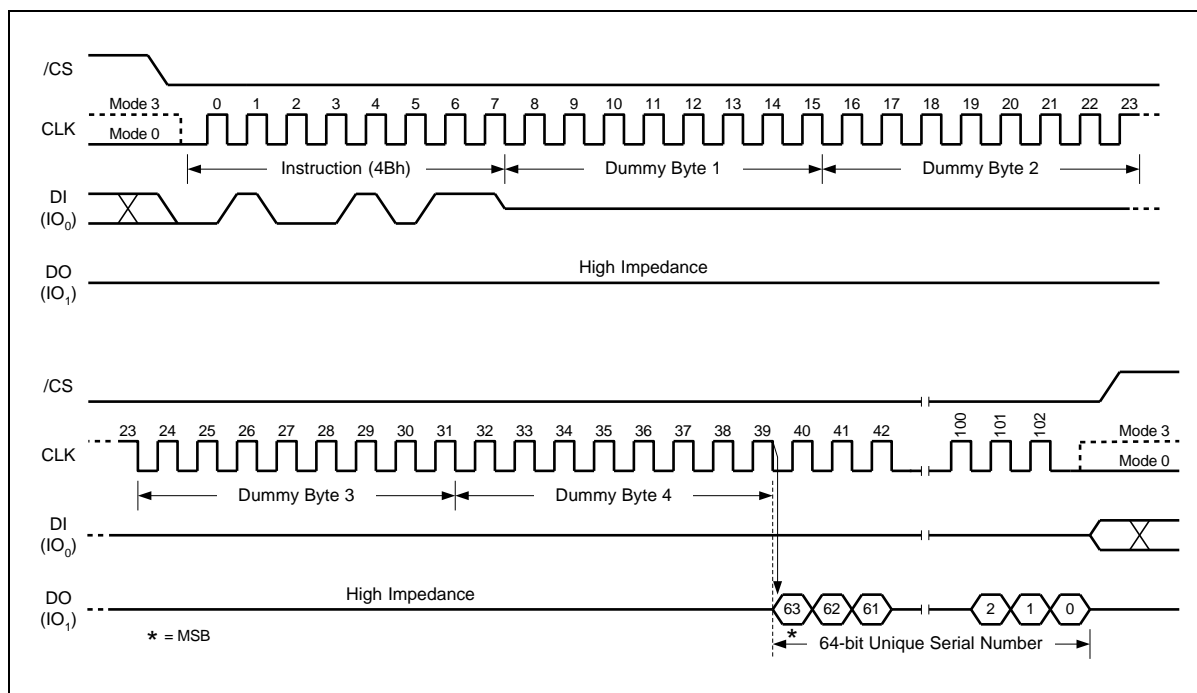 /CS
Mode 3
0 1 2 3 4 5 6 7 8 9 10 11 12 13 14 15 16 17 18 19 20 21 22 23
CLK
Mode 0
Instruction (4Bh)
Dummy Byte 1
Dummy Byte 2
DI
(IO0)
High Impedance
DO
(IO1)
/CS
23 24 25 26 27 28 29 30 31 32 33 34 35 36 37 38 39 40 41 42 100 101 102
Mode 3
CLK
Mode 0
Dummy Byte 3
Dummy Byte 4
DI
(IO0)
High Impedance
DO
(IO1)
63 62 61 2 1 0
* = MSB
*
64-bit Unique Serial Number